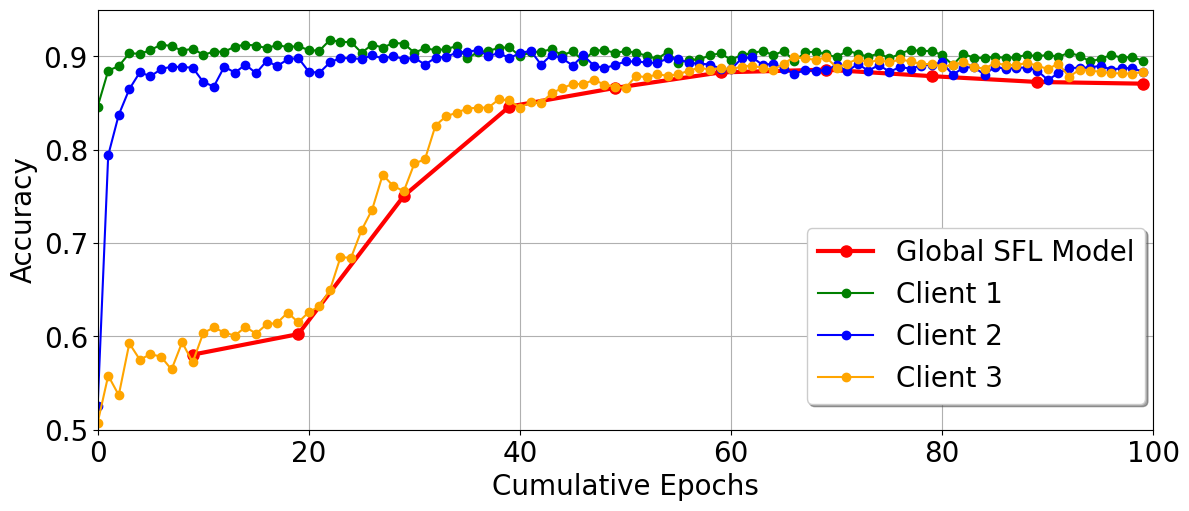 Accuracy
0.9
0.8
0.7
0.6
0.5
0 20 40 60 80 100
Cumulative Epochs
Global SFL Model
Client 1
Client 2
Client 3